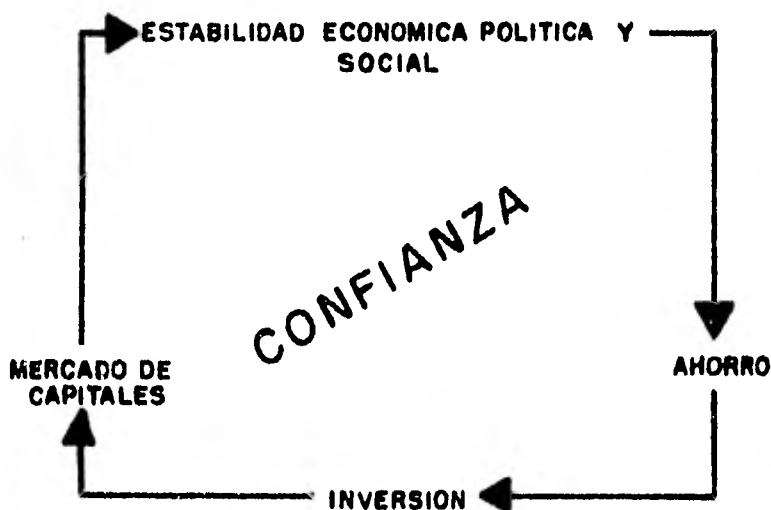 ESTABILIDAD ECONOMICA POLITICA Y
SOCIAL
CONFIANZA
MERCADO DE
CAPITALES
AHORRO
INVERSION